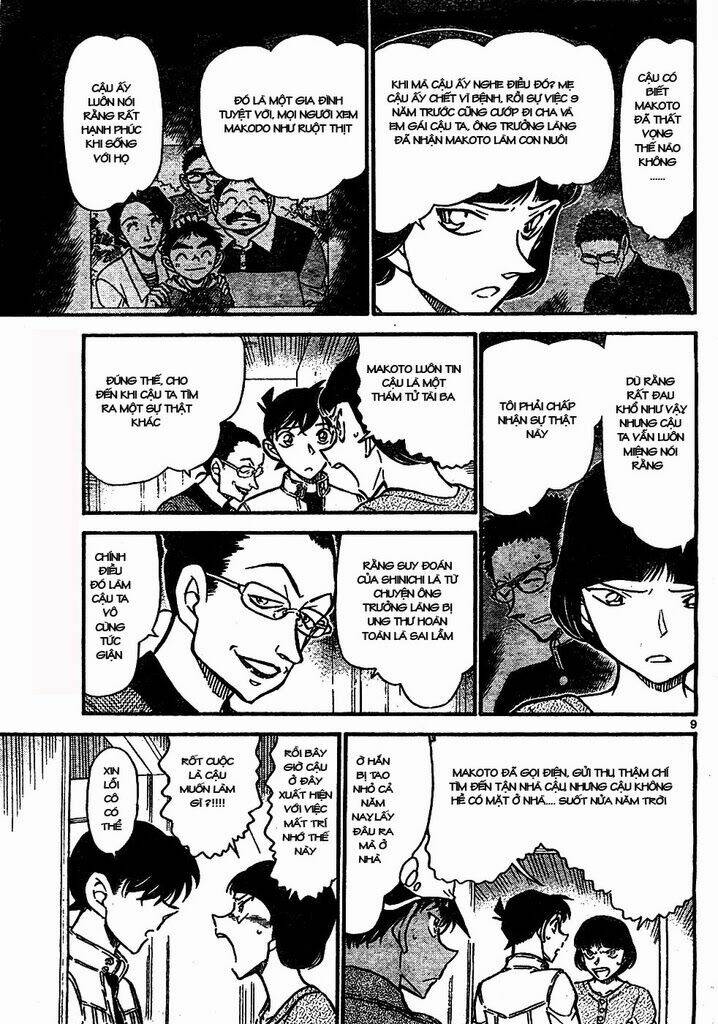 CẬU CÓ
BIẾT
MAKOTO
ĐÃ THẤT
VỌNG
THẾ NÁO
KHÔNG
......
KHI MÀ CẬU ẤY NGHE ĐIỀU ĐÓ? MẸ
CẬU ẤY CHẾT VÌ BỆNH, RỒI SỰ VIỆC 9
NĂM TRƯỚC CŨNG CƯỚP ĐI CHA VÀ
EM GÁI CẬU TA, ÔNG TRƯỞNG LÁNG
ĐÃ NHẬN MAKOTO LÀM CON NUÔI
ĐÓ LÀ MỘT GIA ĐÌNH
TUYỆT VỜI, MỌI NGƯỜI XEM
MAKODO NHƯ RUỘT THỊT
CẬU ẤY
LUÔN NÓI
RẰNG RẤT
HẠNH PHÚC
KHI SỐNG
VỚI HỌ
DÙ RẰNG
RẤT ĐAU
KHỔ NHƯ VẬY
NHƯNG CẬU
TA VẪN LUÔN
MIỆNG NÓI
RẰNG
TÔI PHẢI CHẤP
NHẬN SỰ THẬT
NÀY
MAKOTO LUÔN TIN
CẬU LÀ MỘT
THÁM TỬ TÀI BA
ĐÚNG THẾ, CHO
ĐẾN KHI CẬU TA TÌM
RA MỘT SỰ THẬT
KHÁC
RẰNG SUY ĐOÁN
CỦA SHINICHI LÀ TỪ
CHUYỆN ÔNG
TRƯỞNG LÁNG BỊ
UNG THƯ HOÀN
TOÀN LÀ SAI LẦM
CHÍNH
ĐIỀU
ĐÓ LÀM
CẬU TA
VÔ
CÙNG
TỨC
GIẬN
9
MAKOTO ĐÃ GỌI ĐIỆN, GỬI THƯ, THẬM CHÍ
TÌM ĐẾN TẬN NHÀ CẬU, NHƯNG CẬU KHÔNG
HỀ CÓ MẶT Ở NHÀ.... SUỐT NỬA NĂM TRỜI
Ở HẮN
BỊ TAO
NHỎ CẢ
NĂM
NAY LẤY
ĐÂU RA
MÀ Ở
NHÀ
RỒI BÂY
GIỜ CẬU
Ở ĐÂY
XUẤT HIỆN
VỚI VIỆC
MẤT TRÍ
NHỚ THẾ
NÀY
RỐT CUỘC
LÀ CẬU
MUỐN LÀM
GÌ ?!!!!
XIN
LỖI
CÔ
CÓ THỂ